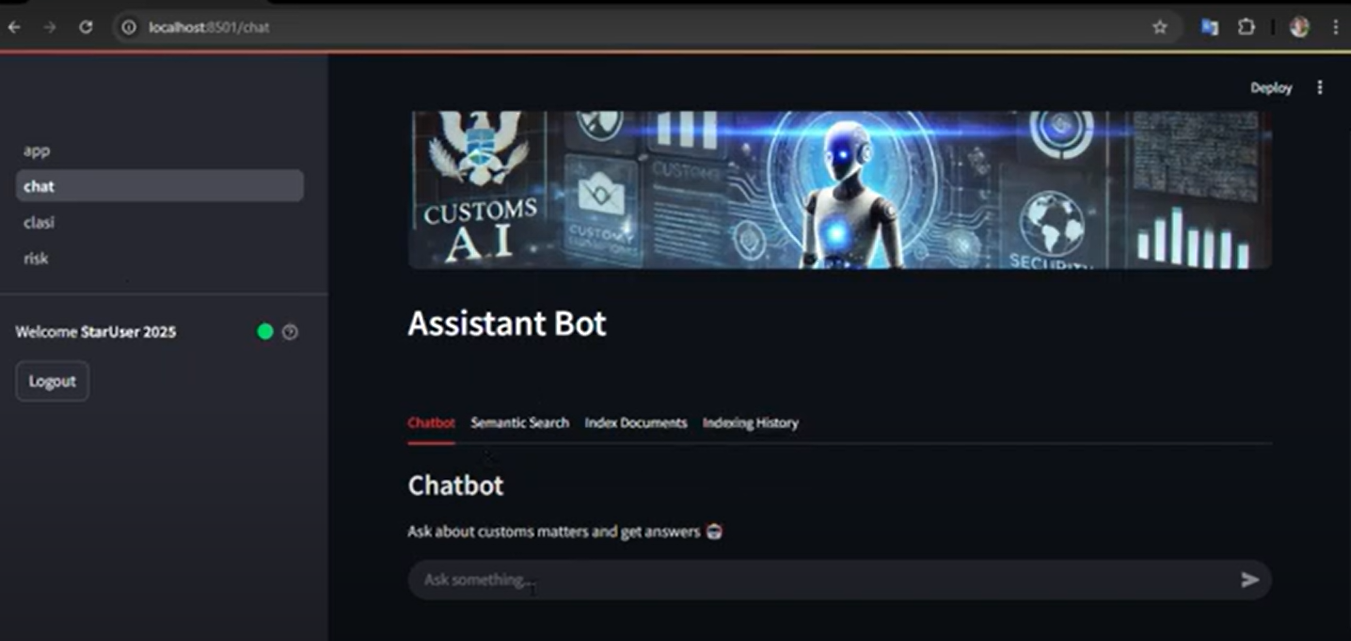 localhost:8501/chat
Deploy
app
chat
clasi
risk
Welcome StarUser 2025
Logout
CUSTOMS
A.I
CUSTOMS
SECURITY
Assistant Bot
Chatbot Semantic Search Index Documents Indexing History
Chatbot
Ask about customs matters and get answers
Ask something...